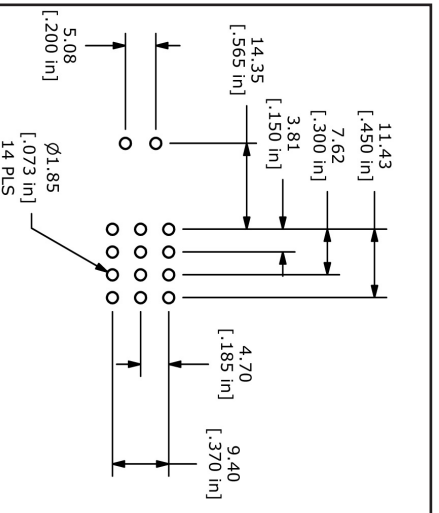 11.43
[.450 in]
7.62
[.300 in]
3.81
[.150 in]
14.35
[.565 in]
5.08
[.200 in]
Ø1.85
[.073 in]
14 PLS
4.70
[.185 in]
9.40
[.370 in]